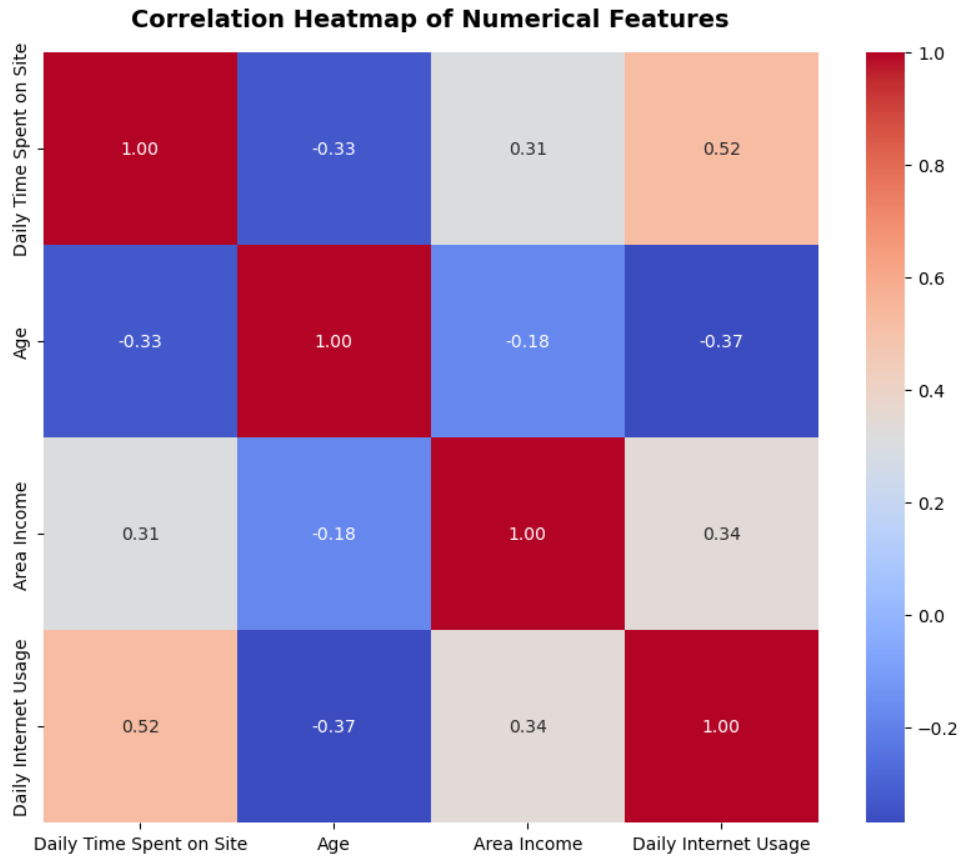 Correlation Heatmap of Numerical Features
Daily Time Spent on Site
1.00 -0.33 0.31 0.52
Age
-0.33 1.00 -0.18 -0.37
Area Income
0.31 -0.18 1.00 0.34
Daily Internet Usage
0.52 -0.37 0.34 1.00
Daily Time Spent on Site Age Area Income Daily Internet Usage
1.0
0.8
0.6
0.4
0.2
0.0
−0.2